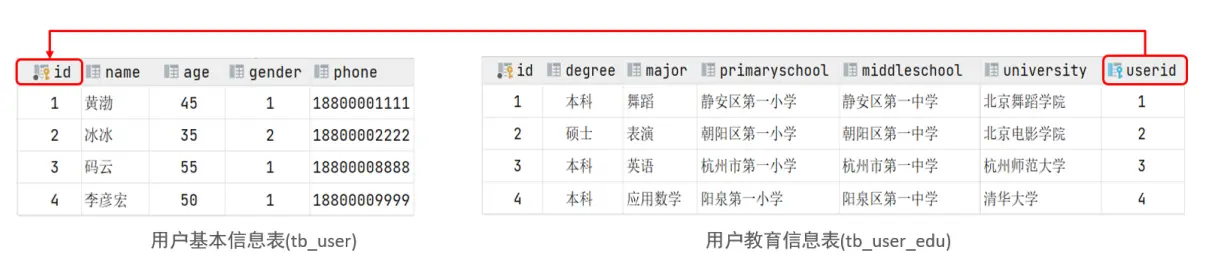 id name age gender phone
1 黄渤 45 1 18800001111
2 冰冰 35 2 18800002222
3 码云 55 1 18800008888
4 李彦宏 50 1 18800009999
用户基本信息表(tb_user)
id degree major primaryschool middleschool university userid
1 本科 舞蹈 静安区第一小学 静安区第一中学 北京舞蹈学院 1
2 硕士 表演 朝阳区第一小学 朝阳区第一中学 北京电影学院 2
3 本科 英语 杭州市第一小学 杭州市第一中学 杭州师范大学 3
4 本科 应用数学 阳泉第一小学 阳泉区第一中学 清华大学 4
用户教育信息表(tb_user_edu)